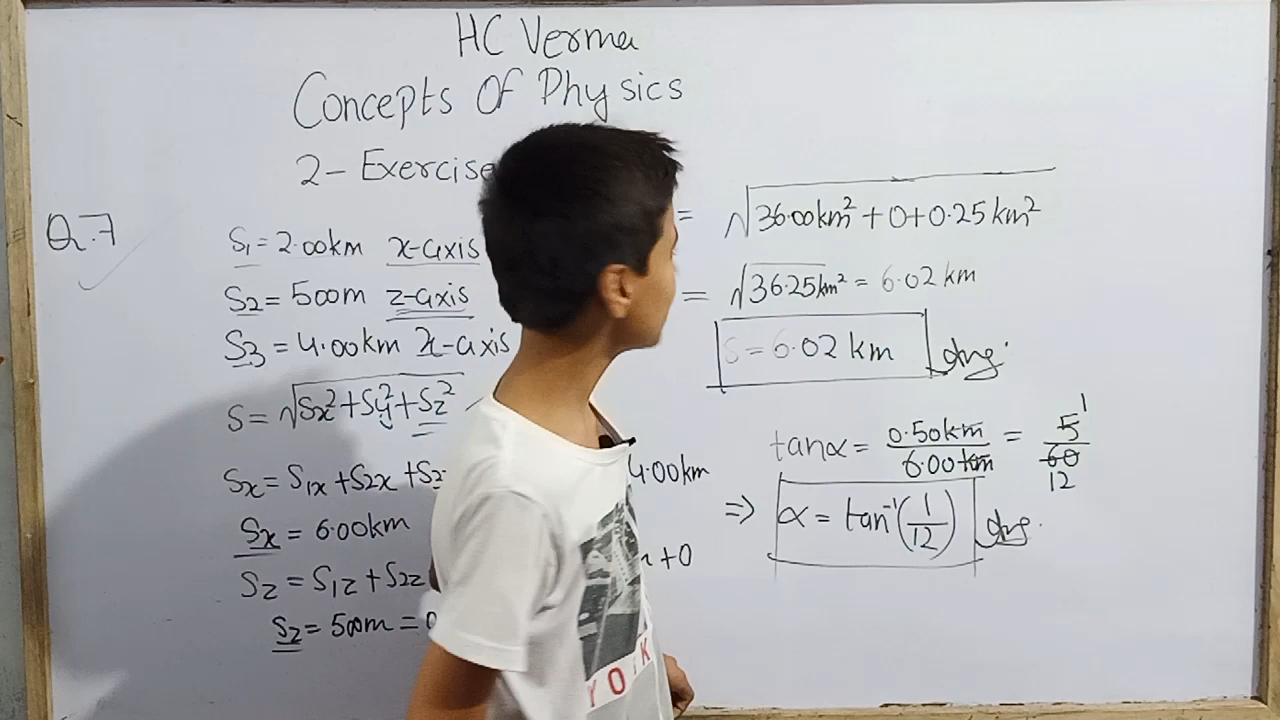 HC Verma
Concepts Of Physics
2- Exercise
Q.7
S₁ = 2.00km x-axis
S₂ = 500m z-axis
S₃ = 4.00km x-axis
S = √Sx²+Sy²+Sz²
Sx = S₁x + S₂x + S₃
4.00km
Sx = 6.00km
Sz = S₁z + S₂z
+0
Sz = 500m = 0
= √36.00km²+0+0.25km²
= √36.25km² = 6.02 km
S = 6.02 km Ans.
tanα = 0.50km/6.00km = 5/60 1/12
⇒ α = tan⁻¹(1/12) Ans.
YORK